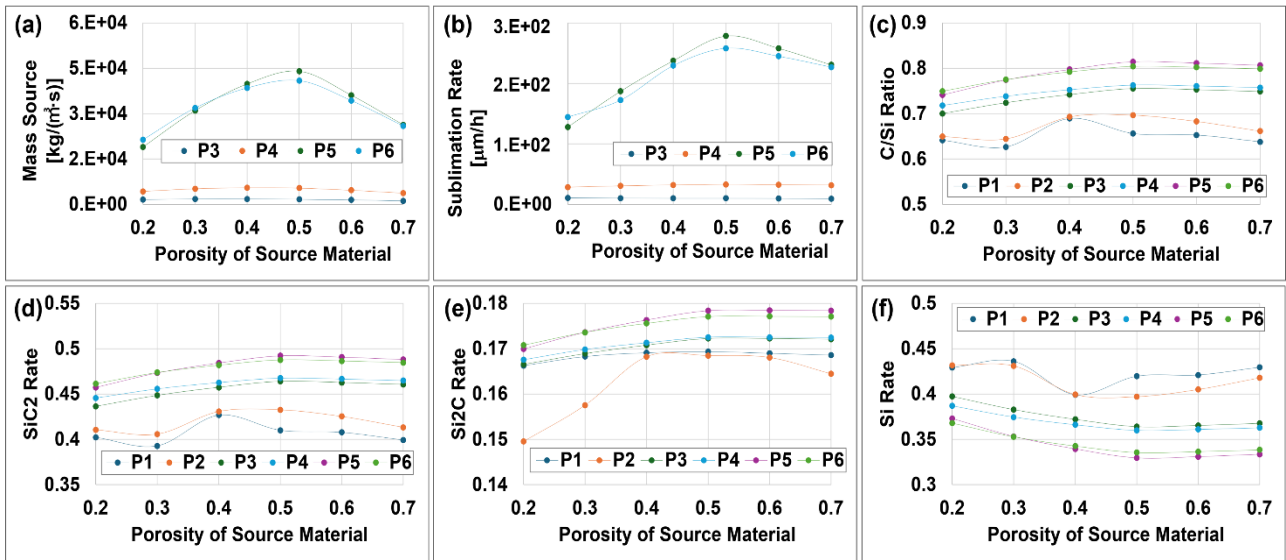 (a)
Mass Source
[kg/(m³·s)]
6.E+04
5.E+04
3.E+04
2.E+04
0.E+00
P3 P4 P5 P6
0.2 0.3 0.4 0.5 0.6 0.7
Porosity of Source Material
(b)
Sublimation Rate
[μm/h]
3.E+02
2.E+02
1.E+02
0.E+00
P3 P4 P5 P6
0.2 0.3 0.4 0.5 0.6 0.7
Porosity of Source Material
(c)
C/Si Ratio
0.9
0.8
0.7
0.6
0.5
P1 P2 P3 P4 P5 P6
0.2 0.3 0.4 0.5 0.6 0.7
Porosity of Source Material
(d)
SiC2 Rate
0.55
0.5
0.45
0.4
0.35
P1 P2 P3 P4 P5 P6
0.2 0.3 0.4 0.5 0.6 0.7
Porosity of Source Material
(e)
Si2C Rate
0.18
0.17
0.16
0.15
0.14
P1 P2 P3 P4 P5 P6
0.2 0.3 0.4 0.5 0.6 0.7
Porosity of Source Material
(f)
Si Rate
0.5
0.45
0.4
0.35
0.3
P1 P2 P3 P4 P5 P6
0.2 0.3 0.4 0.5 0.6 0.7
Porosity of Source Material